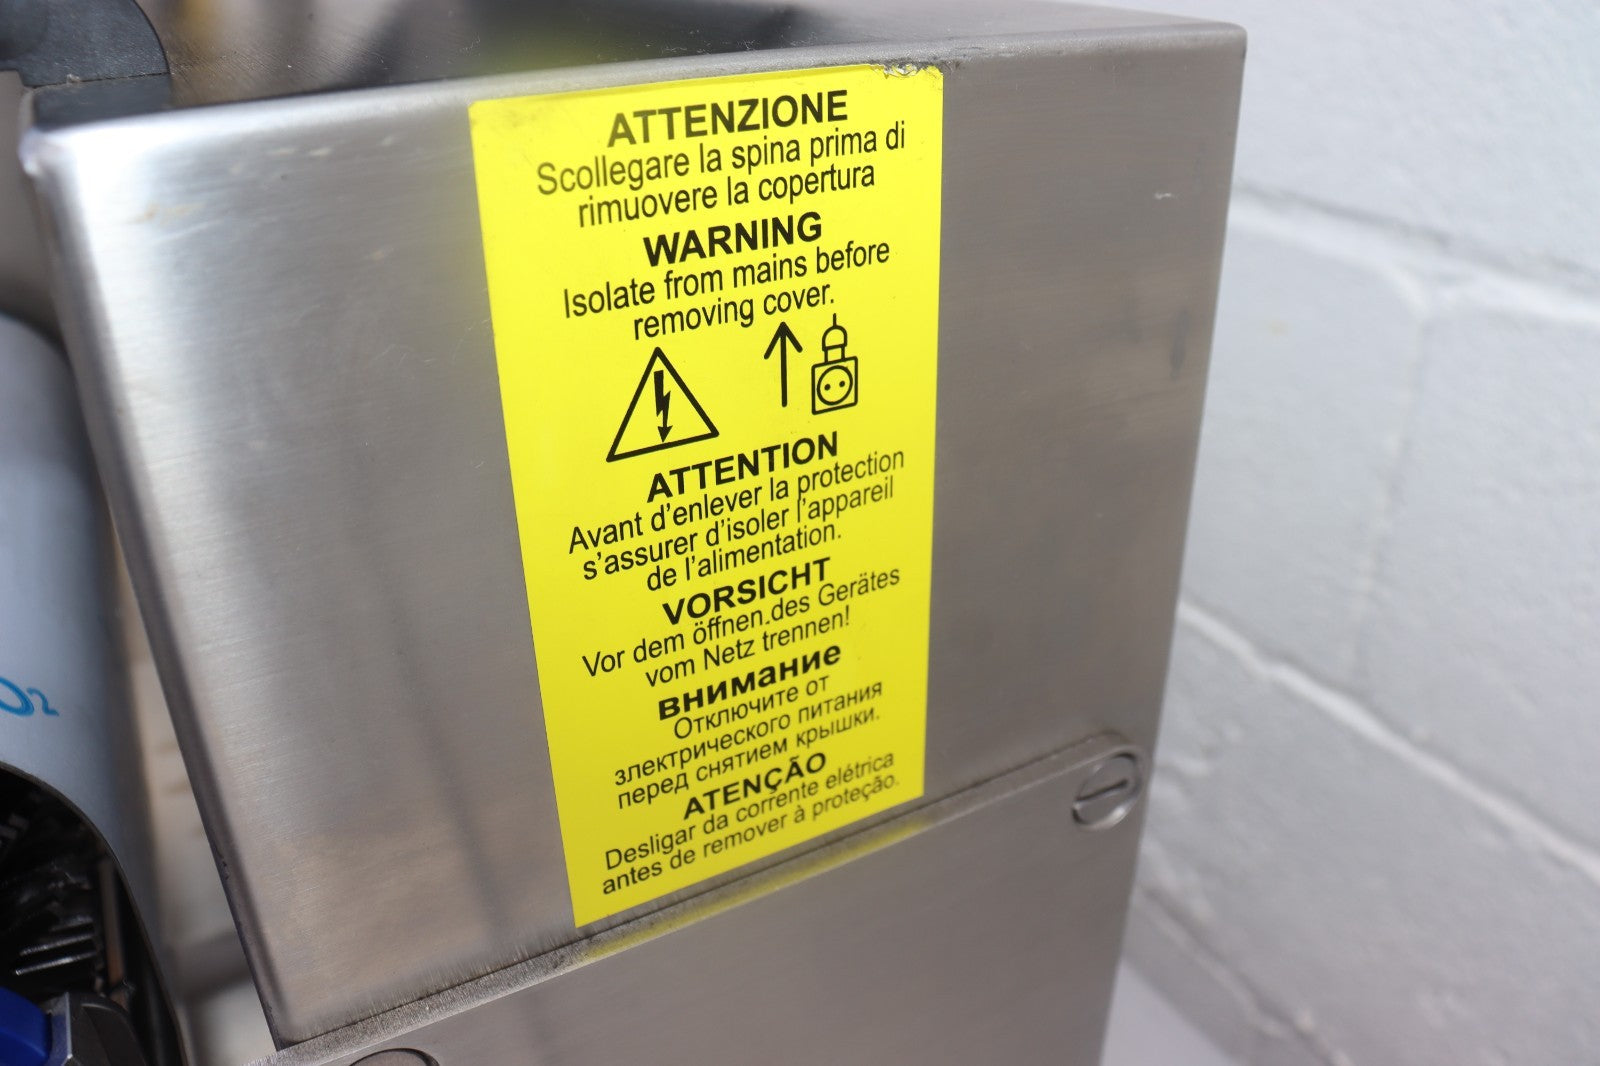 ATTENZIONE
Scollegare la spina prima di
rimuovere la copertura
WARNING
Isolate from mains before
removing cover.
ATTENTION
Avant d'enlever la protection
s'assurer d'isoler l'appareil
de l'alimentation.
VORSICHT
Vor dem öffnen.des Gerätes
vom Netz trennen!
внимание
Отключите от
злектрического питания
перед снятием крышки.
ATENÇÃO
Desligar da corrente elétrica
antes de remover à proteção.
O2